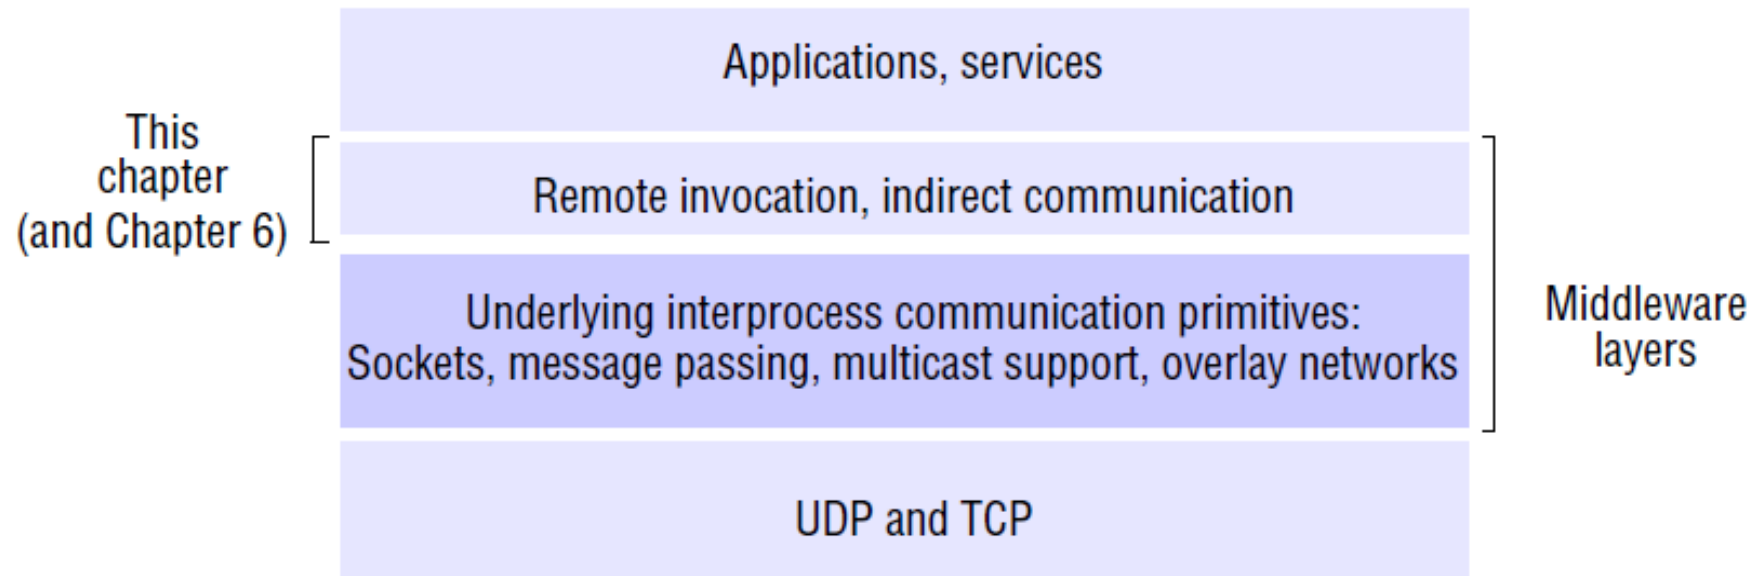 Applications, services
This
chapter
(and Chapter 6)
Remote invocation, indirect communication
Underlying interprocess communication primitives:
Sockets, message passing, multicast support, overlay networks
Middleware
layers
UDP and TCP